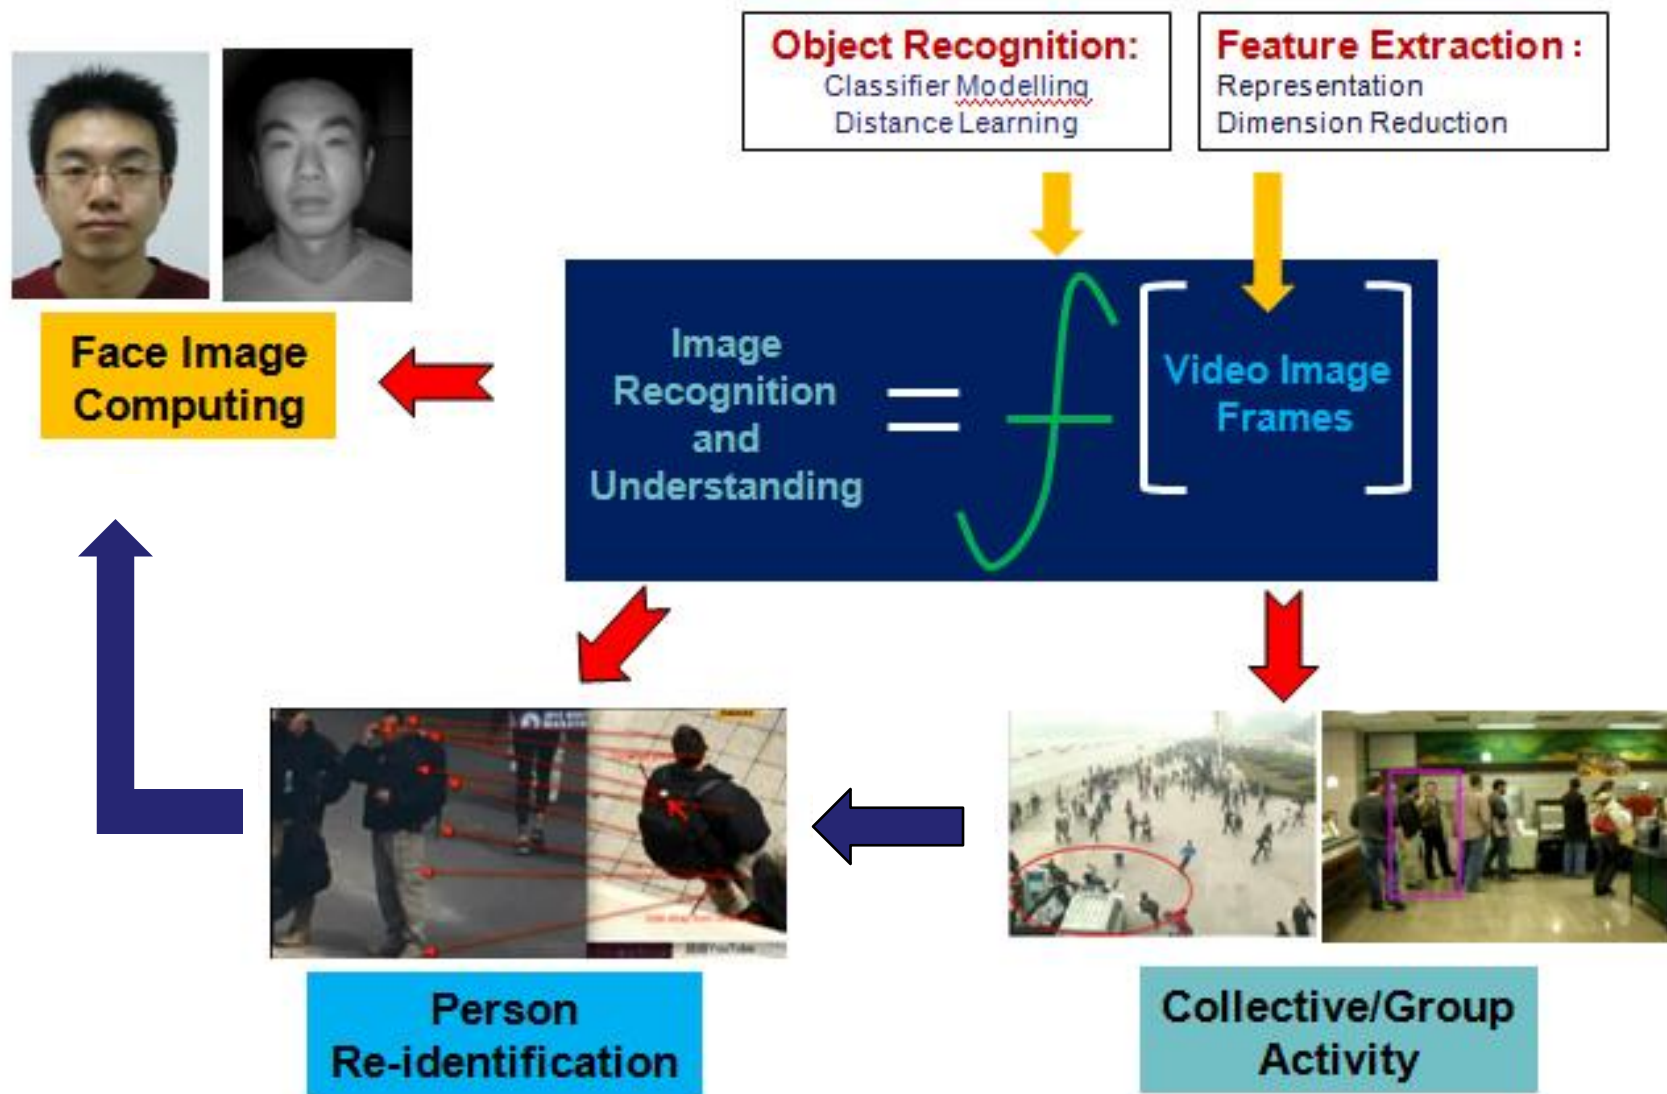 Object Recognition:
Classifier Modelling
Distance Learning
Feature Extraction :
Representation
Dimension Reduction
Face Image
Computing
Image
Recognition
and
Understanding
=
f
[
Video Image
Frames
]
Person
Re-identification
Collective/Group
Activity